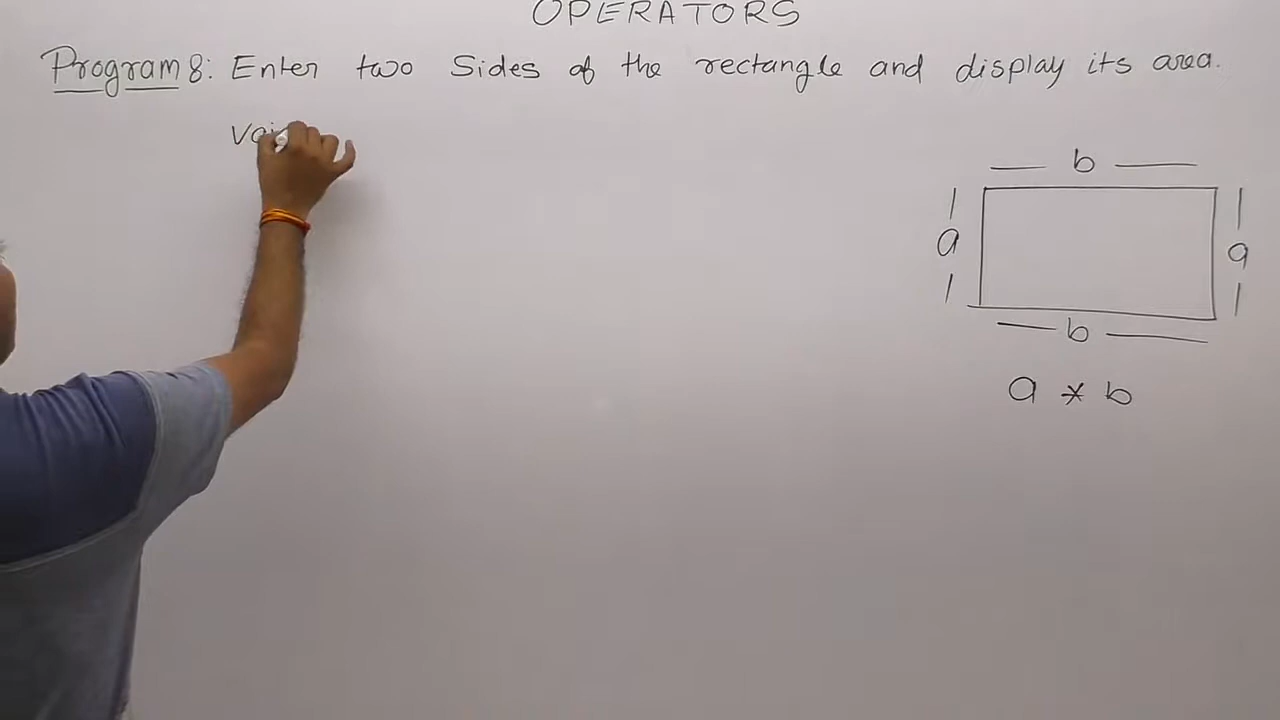 OPERATORS
Program 8: Enter two Sides of the rectangle and display its area.
b
a
a
b
a * b